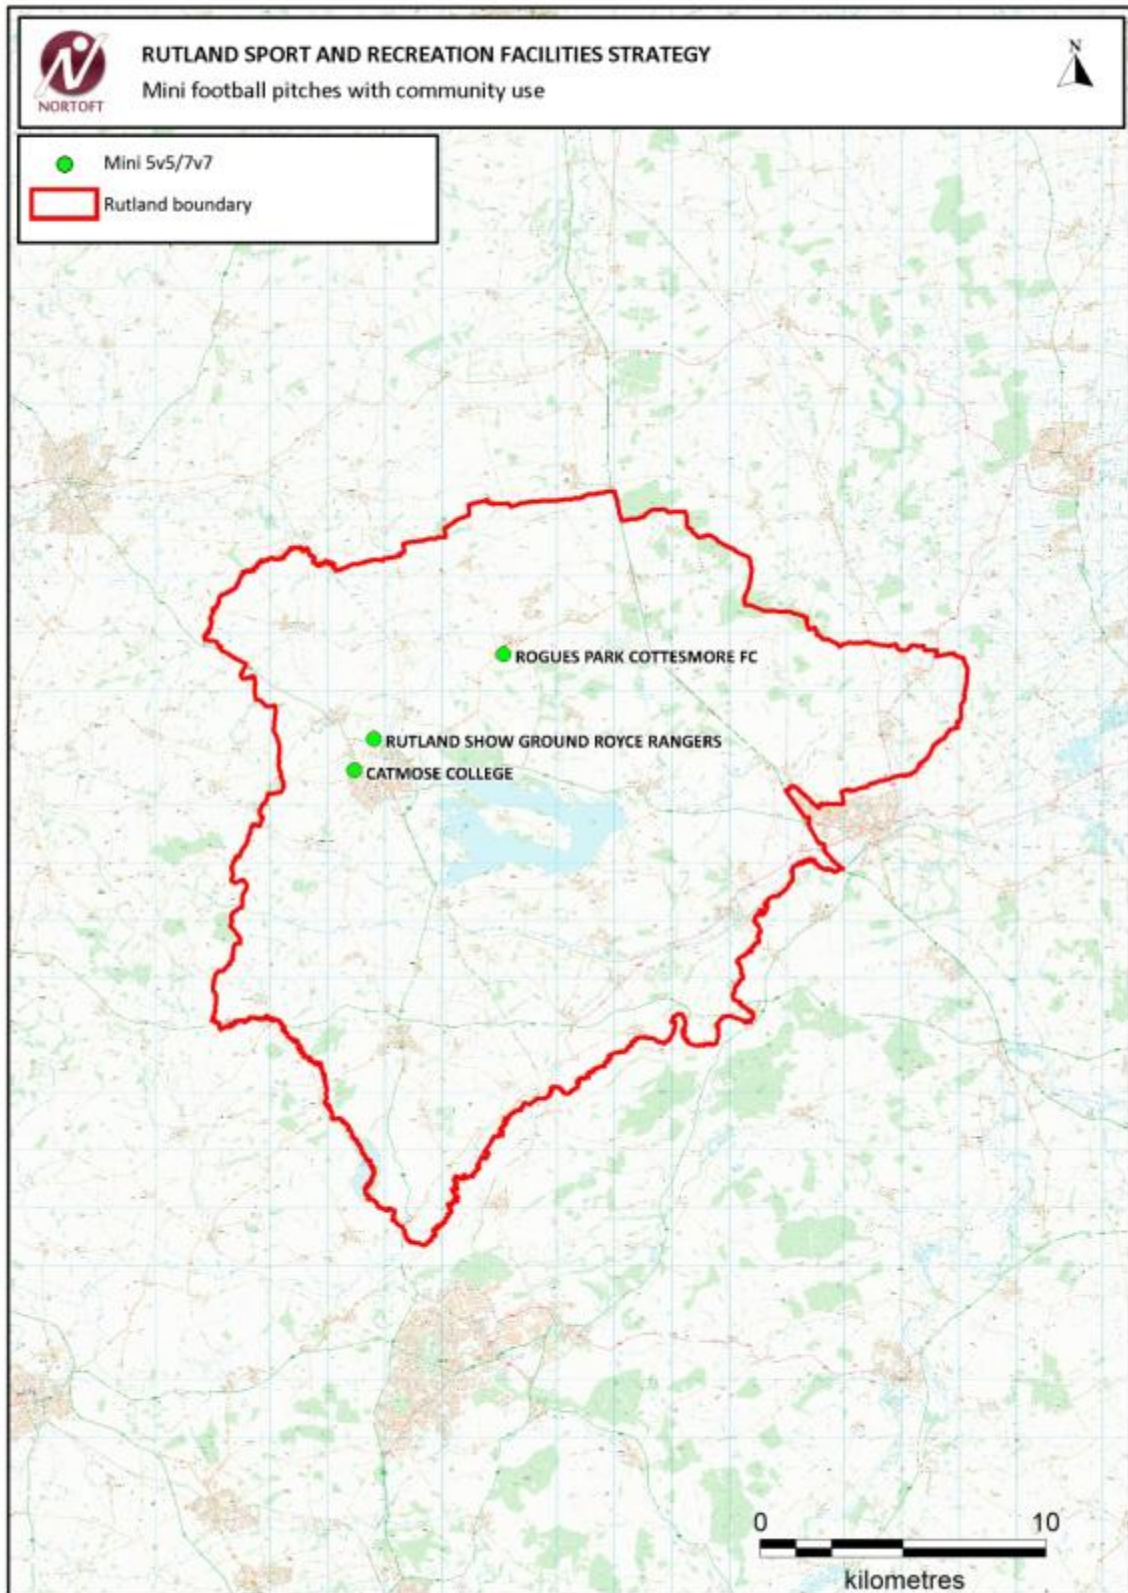 RUTLAND SPORT AND RECREATION FACILITIES STRATEGY
Mini football pitches with community use
N
NORTOFT
Mini 5v5/7v7
Rutland boundary
ROGUES PARK COTTESMORE FC
RUTLAND SHOW GROUND ROYCE RANGERS
CATMOSE COLLEGE
0 10
kilometres